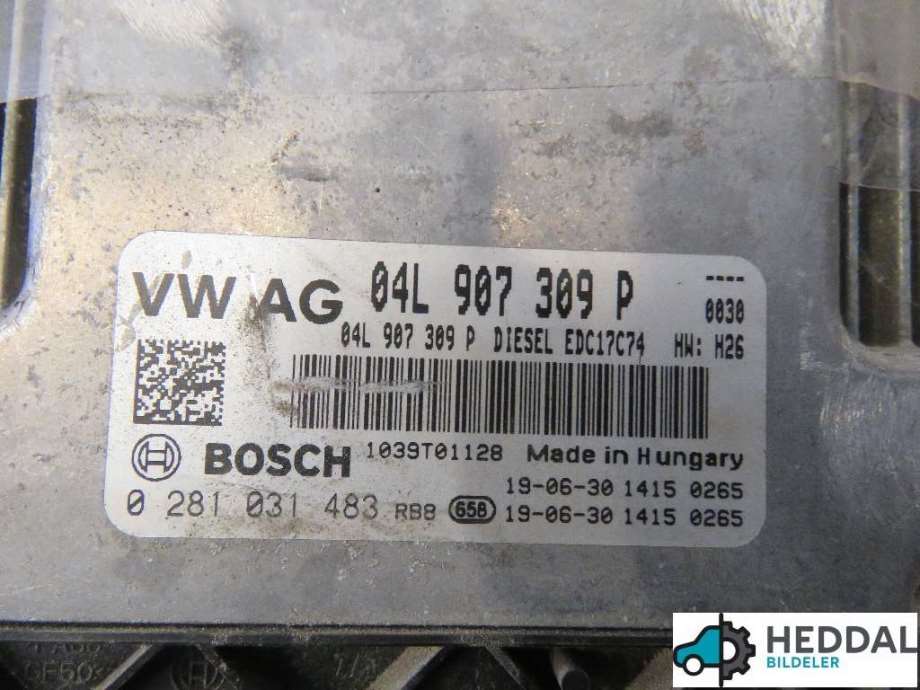 VW AG 04L 907 309 P ----
0030
04L 907 309 P DIESEL EDC17C74 HW: H26
BOSCH 1039T01128 Made in Hungary
19-06-30 1415 0265
0 281 031 483 RB8 658 19-06-30 1415 0265
HEDDAL
BILDELER